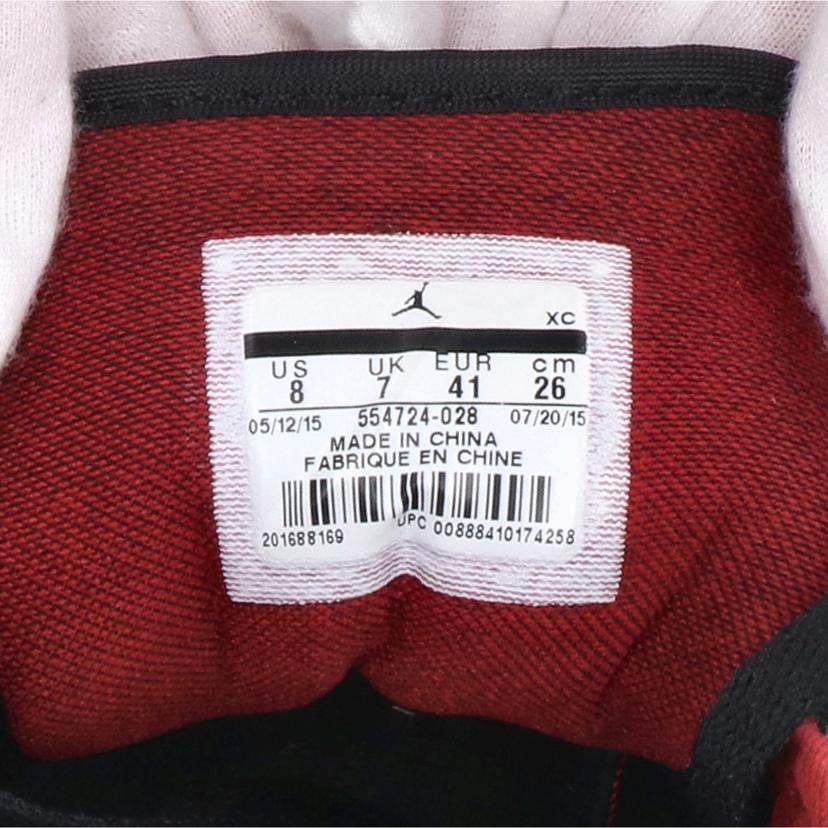 XC
US UK EUR cm
8 7 41 26
05/12/15 554724-028 07/20/15
MADE IN CHINA
FABRIQUE EN CHINE
UPC 00888410174258
201688169